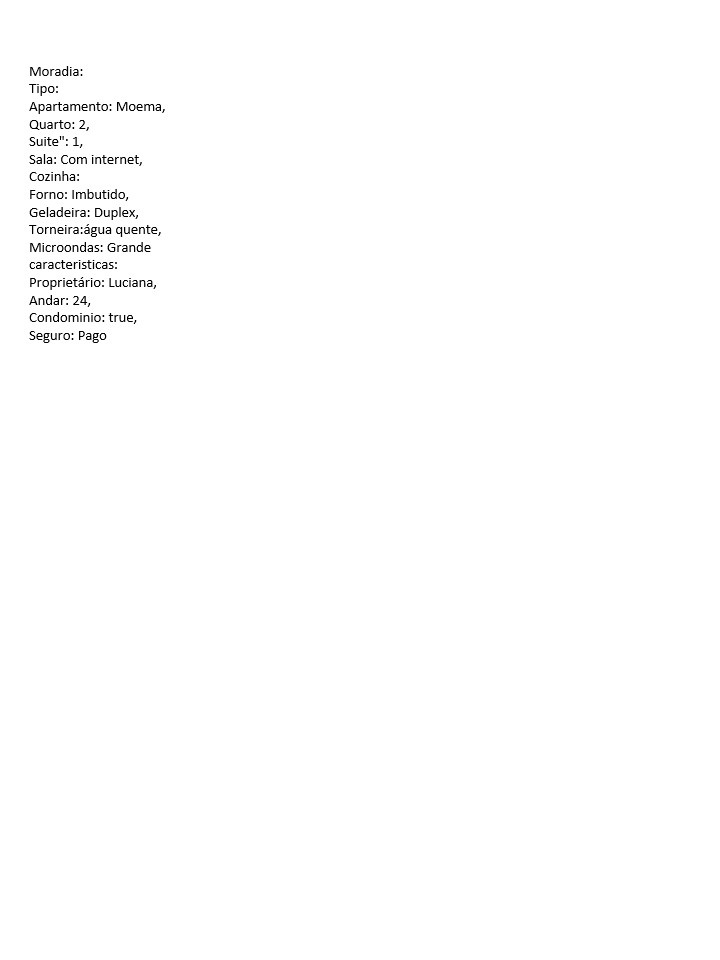 Moradia:
Tipo:
Apartamento: Moema,
Quarto: 2,
Suite": 1,
Sala: Com internet,
Cozinha:
Forno: Imbutido,
Geladeira: Duplex,
Torneira:água quente,
Microondas: Grande
caracteristicas:
Proprietário: Luciana,
Andar: 24,
Condominio: true,
Seguro: Pago